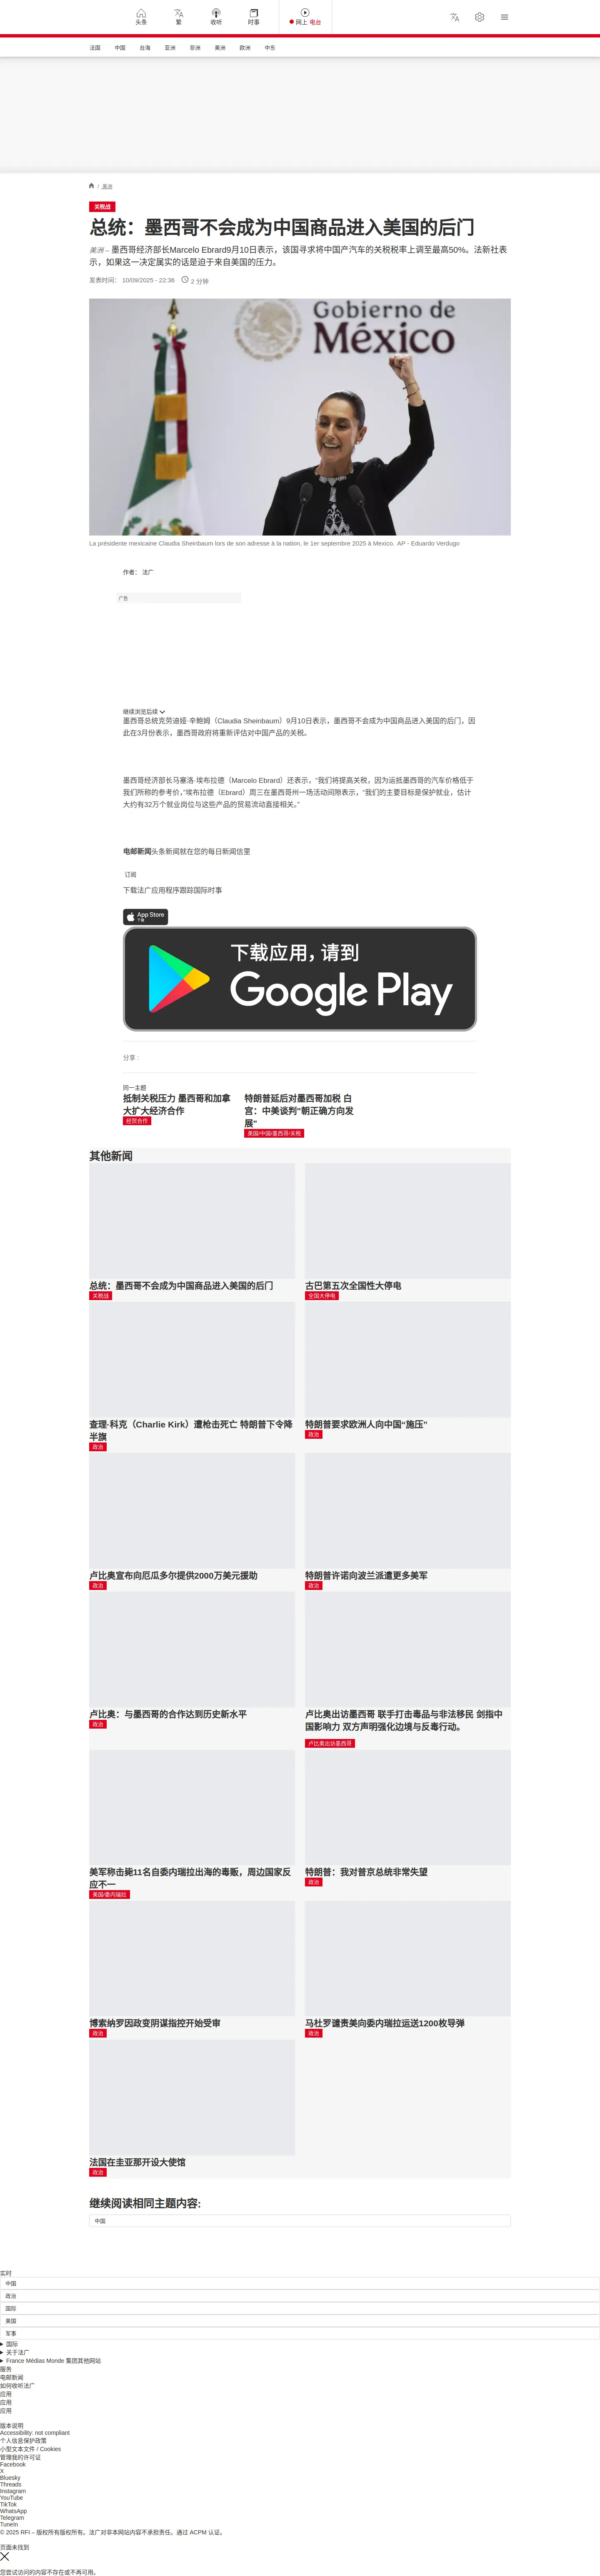 头条
繁
收听
时事
网上 电台
法国
中国
台海
亚洲
非洲
美洲
欧洲
中东
/ 美洲
关税战
总统：墨西哥不会成为中国商品进入美国的后门
美洲 – 墨西哥经济部长Marcelo Ebrard9月10日表示，该国寻求将中国产汽车的关税税率上调至最高50%。法新社表
示，如果这一决定属实的话是迫于来自美国的压力。
发表时间： 10/09/2025 - 22:36
2 分钟
Gobierno de
México
La présidente mexicaine Claudia Sheinbaum lors de son adresse à la nation, le 1er septembre 2025 à Mexico. AP - Eduardo Verdugo
作者： 法广
广告
继续浏览后续
墨西哥总统克劳迪娅·辛鲍姆（Claudia Sheinbaum）9月10日表示，墨西哥不会成为中国商品进入美国的后门，因
此在3月份表示，墨西哥政府将重新评估对中国产品的关税。
墨西哥经济部长马塞洛·埃布拉德（Marcelo Ebrard）还表示，“我们将提高关税，因为运抵墨西哥的汽车价格低于
我们所称的参考价，”埃布拉德（Ebrard）周三在墨西哥州一场活动间隙表示，“我们的主要目标是保护就业，估计
大约有32万个就业岗位与这些产品的贸易流动直接相关。”
电邮新闻头条新闻就在您的每日新闻信里
订阅
下载法广应用程序跟踪国际时事
App Store
下载
下载应用，请到
Google Play
分享 :
同一主题
抵制关税压力 墨西哥和加拿
大扩大经济合作
经贸合作
特朗普延后对墨西哥加税 白
宫：中美谈判"朝正确方向发
展"
美国/中国/墨西哥/关税
其他新闻
总统：墨西哥不会成为中国商品进入美国的后门
关税战
古巴第五次全国性大停电
全国大停电
查理·科克（Charlie Kirk）遭枪击死亡 特朗普下令降
半旗
政治
特朗普要求欧洲人向中国“施压”
政治
卢比奥宣布向厄瓜多尔提供2000万美元援助
政治
特朗普许诺向波兰派遣更多美军
政治
卢比奥：与墨西哥的合作达到历史新水平
政治
卢比奥出访墨西哥 联手打击毒品与非法移民 剑指中
国影响力 双方声明强化边境与反毒行动。
卢比奥出访墨西哥
美军称击毙11名自委内瑞拉出海的毒贩，周边国家反
应不一
美国/委内瑞拉
特朗普：我对普京总统非常失望
政治
博索纳罗因政变阴谋指控开始受审
政治
马杜罗谴责美向委内瑞拉运送1200枚导弹
政治
法国在圭亚那开设大使馆
政治
继续阅读相同主题内容:
中国
实时
中国
政治
国际
美国
军事
国际
关于法广
France Médias Monde 集团其他网站
服务
电邮新闻
如何收听法广
应用
应用
应用
版本说明
Accessibility: not compliant
个人信息保护政策
小型文本文件 / Cookies
管理我的许可证
Facebook
X
Bluesky
Threads
Instagram
YouTube
TikTok
WhatsApp
Telegram
TuneIn
© 2025 RFI – 版权所有版权所有。法广对非本网站内容不承担责任。通过 ACPM 认证。
页面未找到
您尝试访问的内容不存在或不再可用。